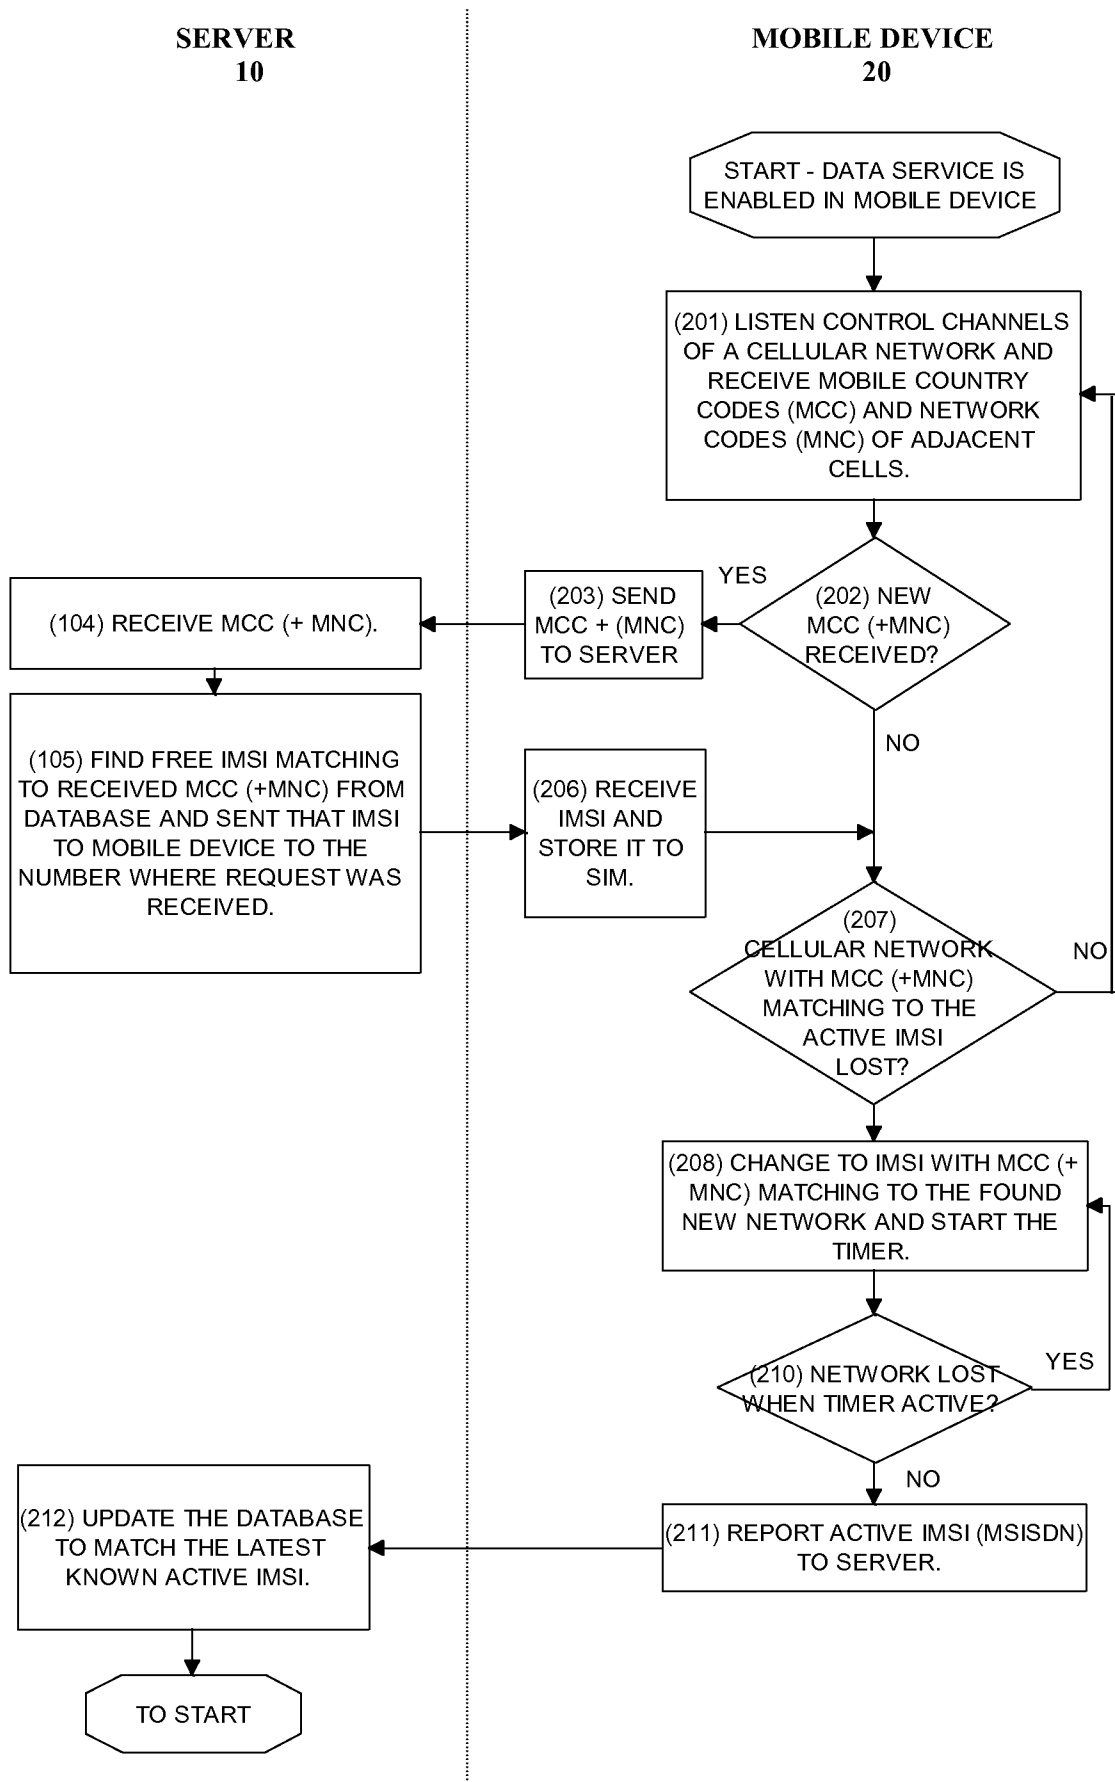 SERVER
10
MOBILE DEVICE
20
START - DATA SERVICE IS
ENABLED IN MOBILE DEVICE
(201) LISTEN CONTROL CHANNELS
OF A CELLULAR NETWORK AND
RECEIVE MOBILE COUNTRY
CODES (MCC) AND NETWORK
CODES (MNC) OF ADJACENT
CELLS.
(202) NEW
MCC (+MNC)
RECEIVED?
YES
(203) SEND
MCC + (MNC)
TO SERVER
(104) RECEIVE MCC (+ MNC).
NO
(105) FIND FREE IMSI MATCHING
TO RECEIVED MCC (+MNC) FROM
DATABASE AND SENT THAT IMSI
TO MOBILE DEVICE TO THE
NUMBER WHERE REQUEST WAS
RECEIVED.
(206) RECEIVE
IMSI AND
STORE IT TO
SIM.
(207)
CELLULAR NETWORK
WITH MCC (+MNC)
MATCHING TO THE
ACTIVE IMSI
LOST?
NO
(208) CHANGE TO IMSI WITH MCC (+
MNC) MATCHING TO THE FOUND
NEW NETWORK AND START THE
TIMER.
(210) NETWORK LOST
WHEN TIMER ACTIVE?
YES
NO
(211) REPORT ACTIVE IMSI (MSISDN)
TO SERVER.
(212) UPDATE THE DATABASE
TO MATCH THE LATEST
KNOWN ACTIVE IMSI.
TO START